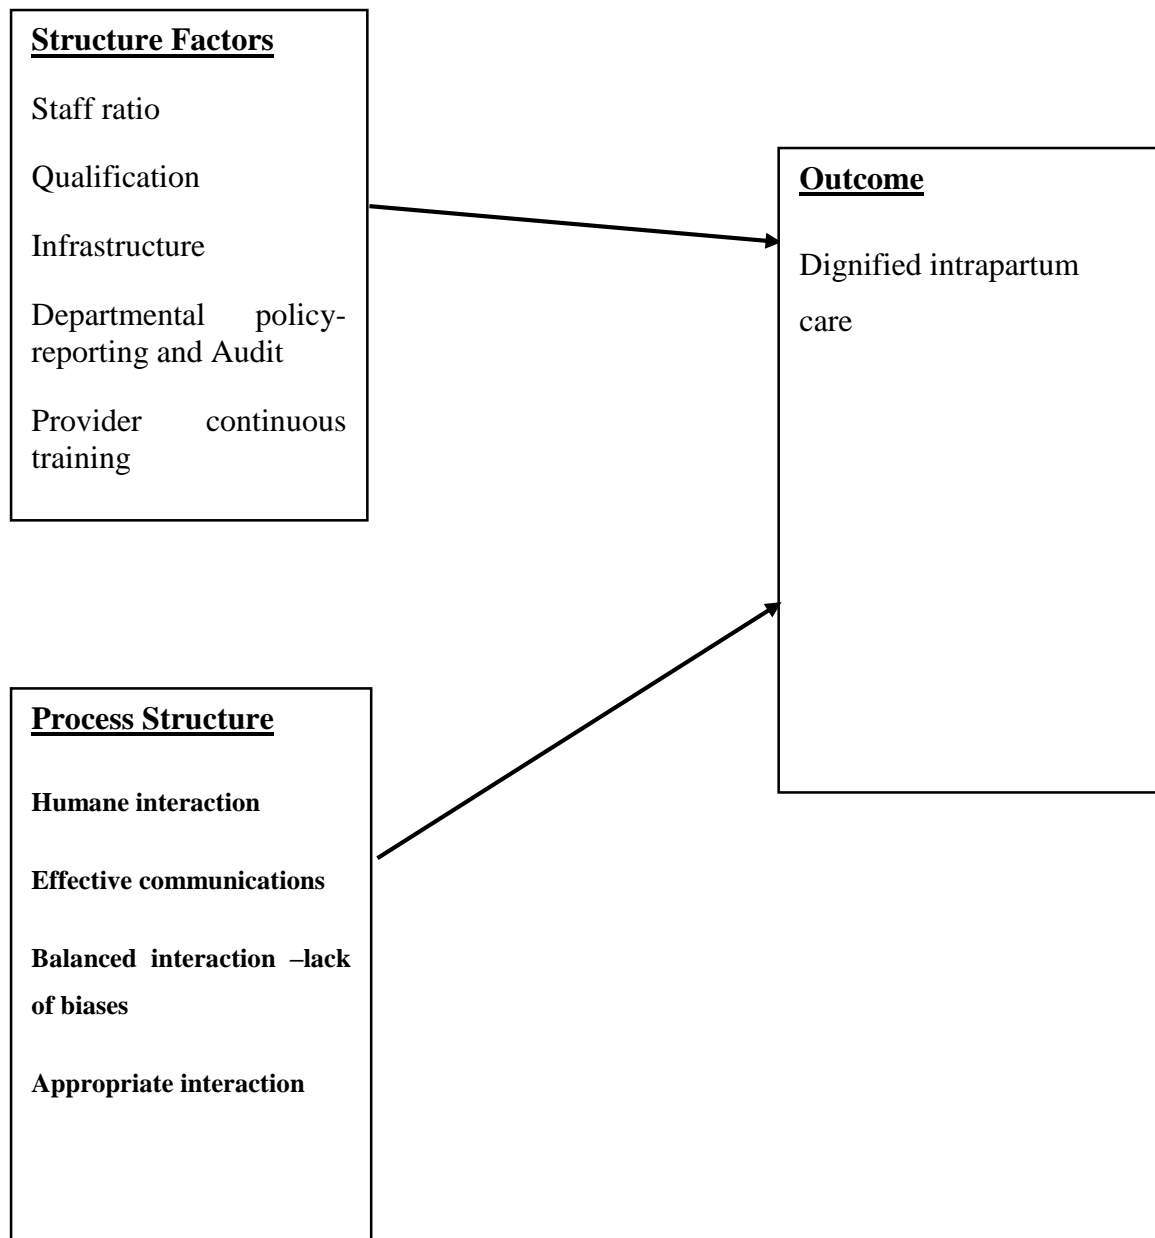 Structure Factors
Staff ratio
Qualification
Infrastructure
Departmental policy-
reporting and Audit
Provider continuous
training
Outcome
Dignified intrapartum
care
Process Structure
Humane interaction
Effective communications
Balanced interaction –lack
of biases
Appropriate interaction